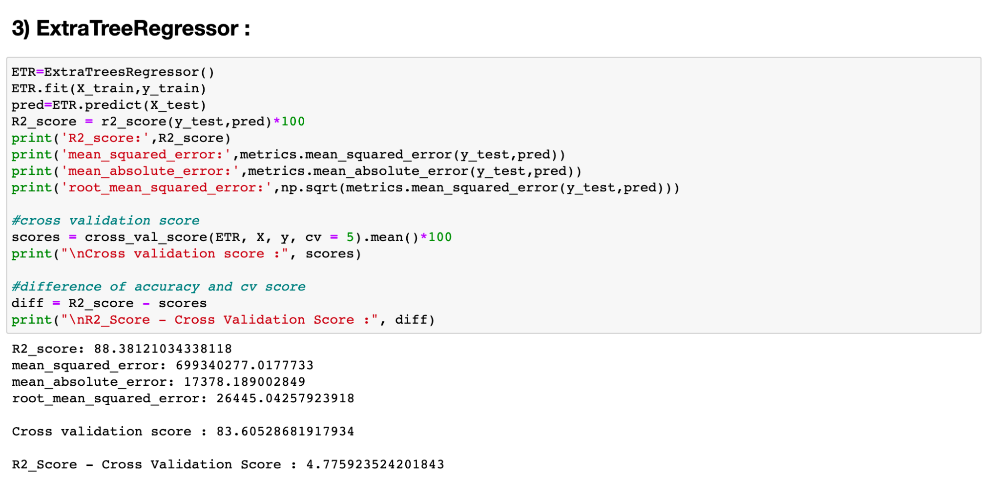 3) ExtraTreeRegressor :
ETR=ExtraTreesRegressor()
ETR.fit(X_train,y_train)
pred=ETR.predict(X_test)
R2_score = r2_score(y_test,pred)*100
print('R2_score:',R2_score)
print('mean_squared_error:',metrics.mean_squared_error(y_test,pred))
print('mean_absolute_error:',metrics.mean_absolute_error(y_test,pred))
print('root_mean_squared_error:',np.sqrt(metrics.mean_squared_error(y_test,pred)))
#cross validation score
scores = cross_val_score(ETR, X, y, cv = 5).mean()*100
print("\nCross validation score :", scores)
#difference of accuracy and cv score
diff = R2_score - scores
print("\nR2_Score - Cross Validation Score :", diff)
R2_score: 88.38121034338118
mean_squared_error: 699340277.0177733
mean_absolute_error: 17378.189002849
root_mean_squared_error: 26445.04257923918
Cross validation score : 83.60528681917934
R2_Score - Cross Validation Score : 4.775923524201843